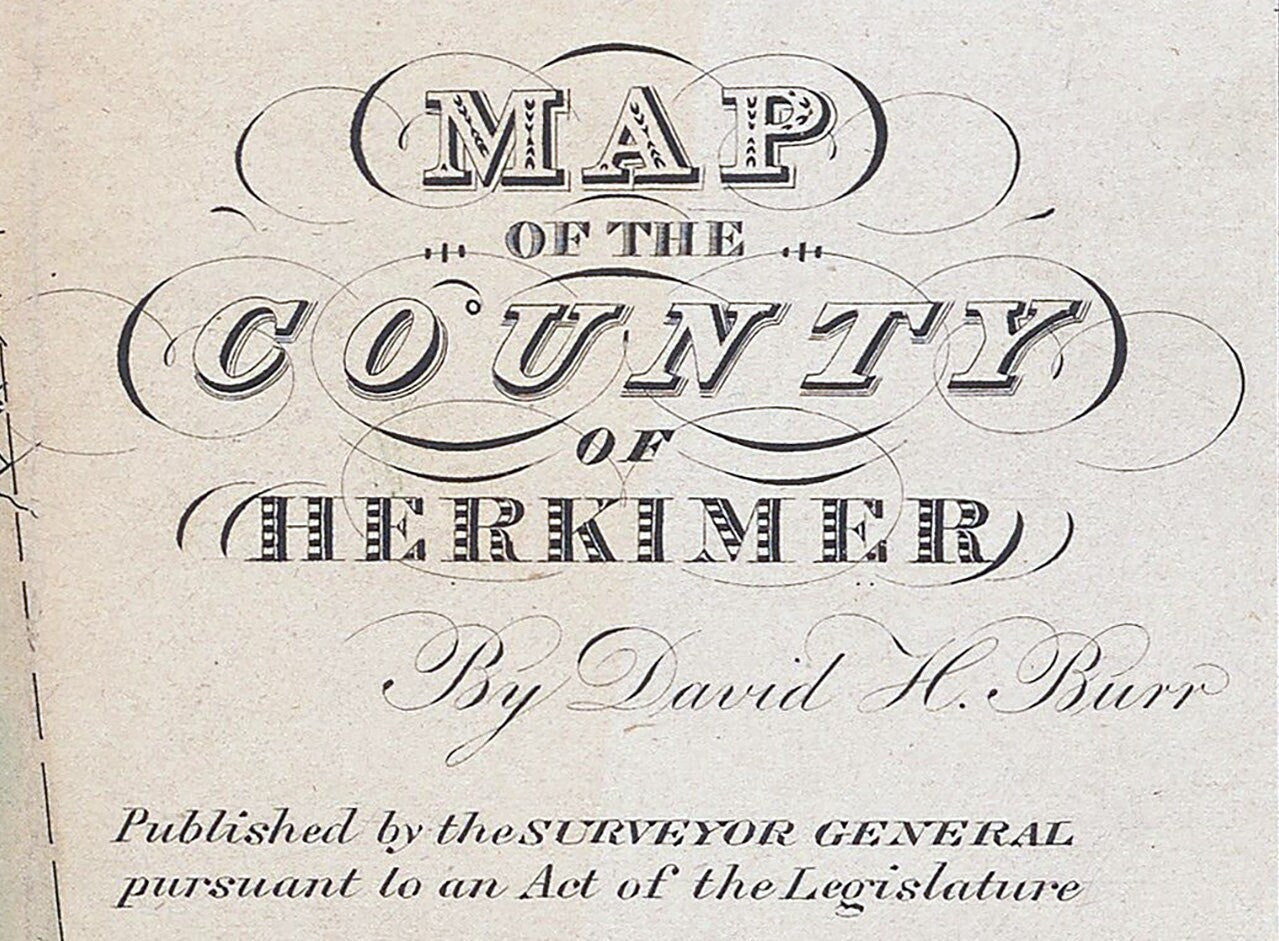 MAP
OF THE
COUNTY
OF
HERKIMER
By David H. Burr
Published by the SURVEYOR GENERAL
pursuant to an Act of the Legislature